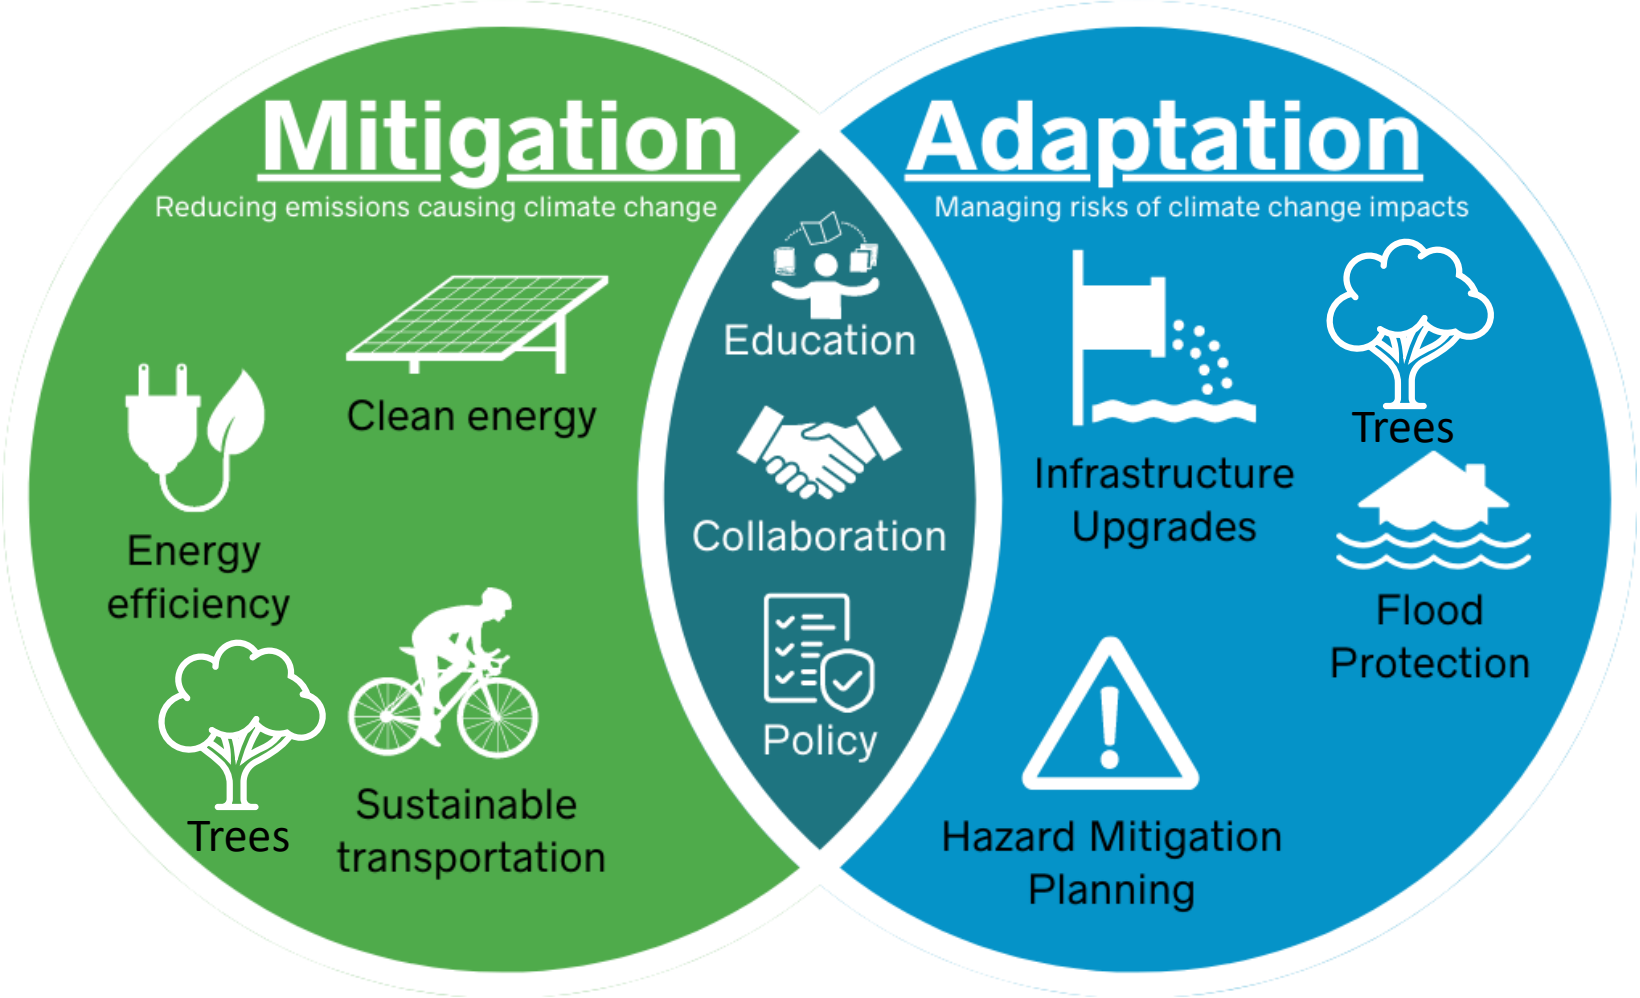 Mitigation
Reducing emissions causing climate change
Clean energy
Energy
efficiency
Trees
Sustainable
transportation
Education
Collaboration
Policy
Adaptation
Managing risks of climate change impacts
Infrastructure
Upgrades
Trees
Flood
Protection
Hazard Mitigation
Planning